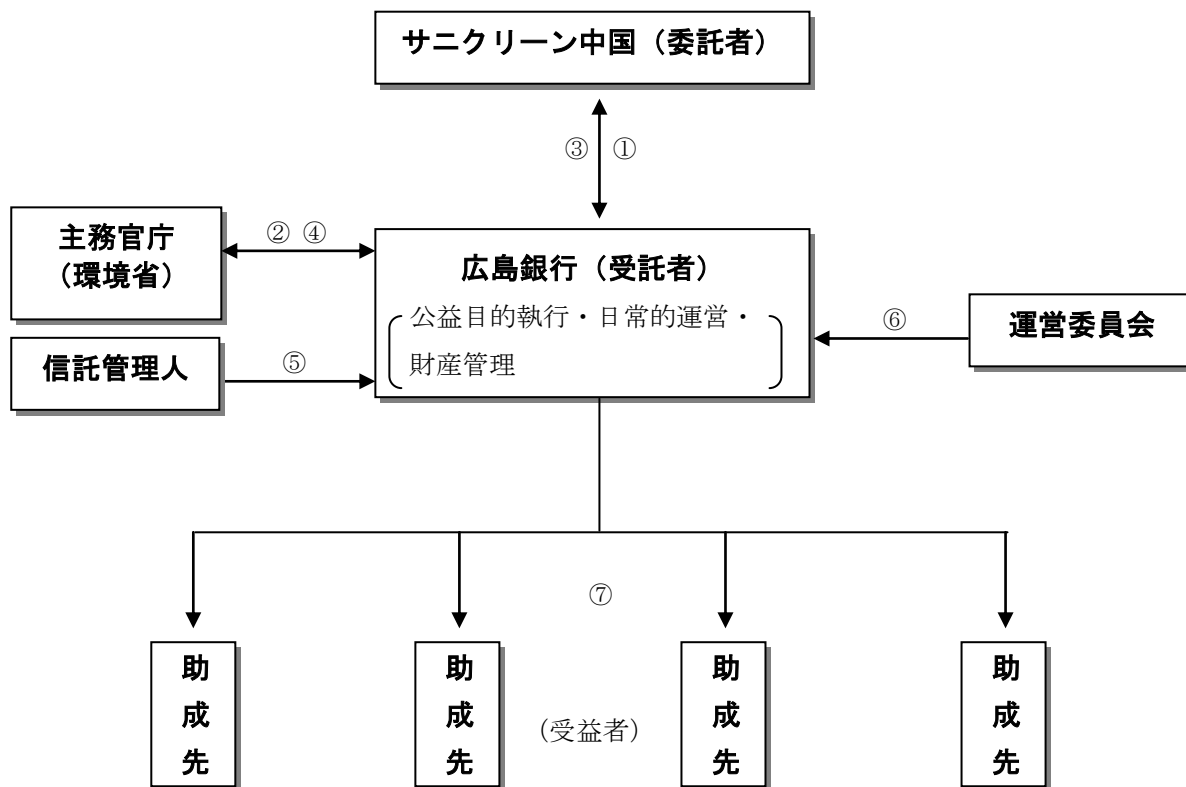 サニクリーン中国（委託者）
③ ①
主務官庁
（環境省）
② ④
広島銀行（受託者）
公益目的執行・日常的運営・
財産管理
⑥
運営委員会
信託管理人
⑤
⑦
助成先
助成先
（受益者）
助成先
助成先